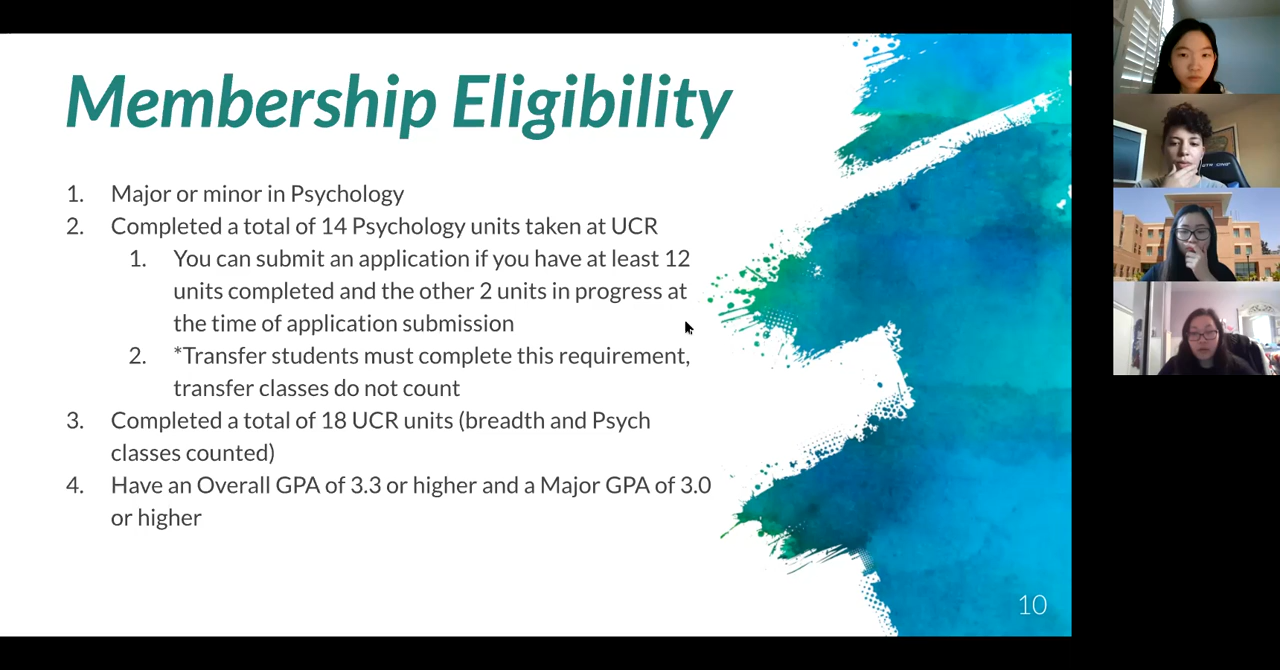 Membership Eligibility
1. Major or minor in Psychology
2. Completed a total of 14 Psychology units taken at UCR
1. You can submit an application if you have at least 12
units completed and the other 2 units in progress at
the time of application submission
2. *Transfer students must complete this requirement,
transfer classes do not count
3. Completed a total of 18 UCR units (breadth and Psych
classes counted)
4. Have an Overall GPA of 3.3 or higher and a Major GPA of 3.0
or higher
10